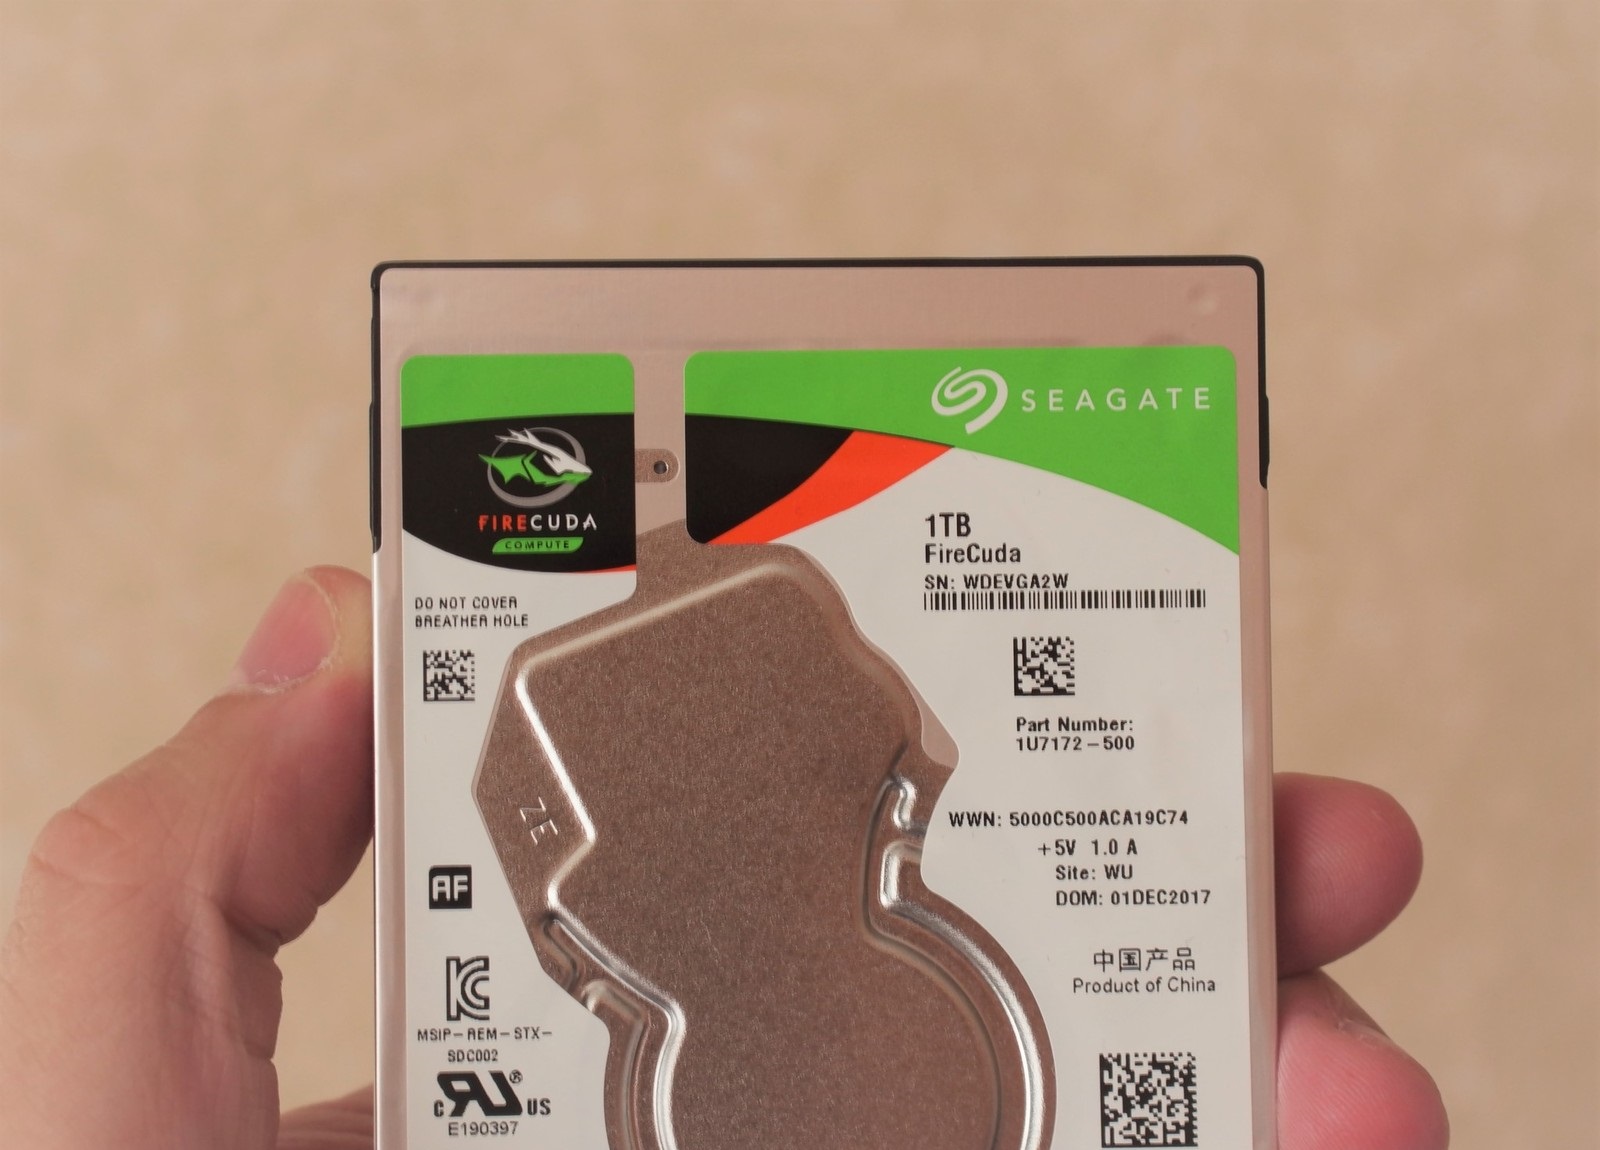 SEAGATE
FIRECUDA
COMPUTE
1TB
FireCuda
SN: WDEVGA2W
DO NOT COVER
BREATHER HOLE
Part Number:
1U7172-500
ZE
WWN: 5000C500ACA19C74
+5V 1.0 A
Site: WU
DOM: 01DEC2017
AF
中国产品
Product of China
MSIP-REM-STX-
SDC002
c RU ® US
E190397